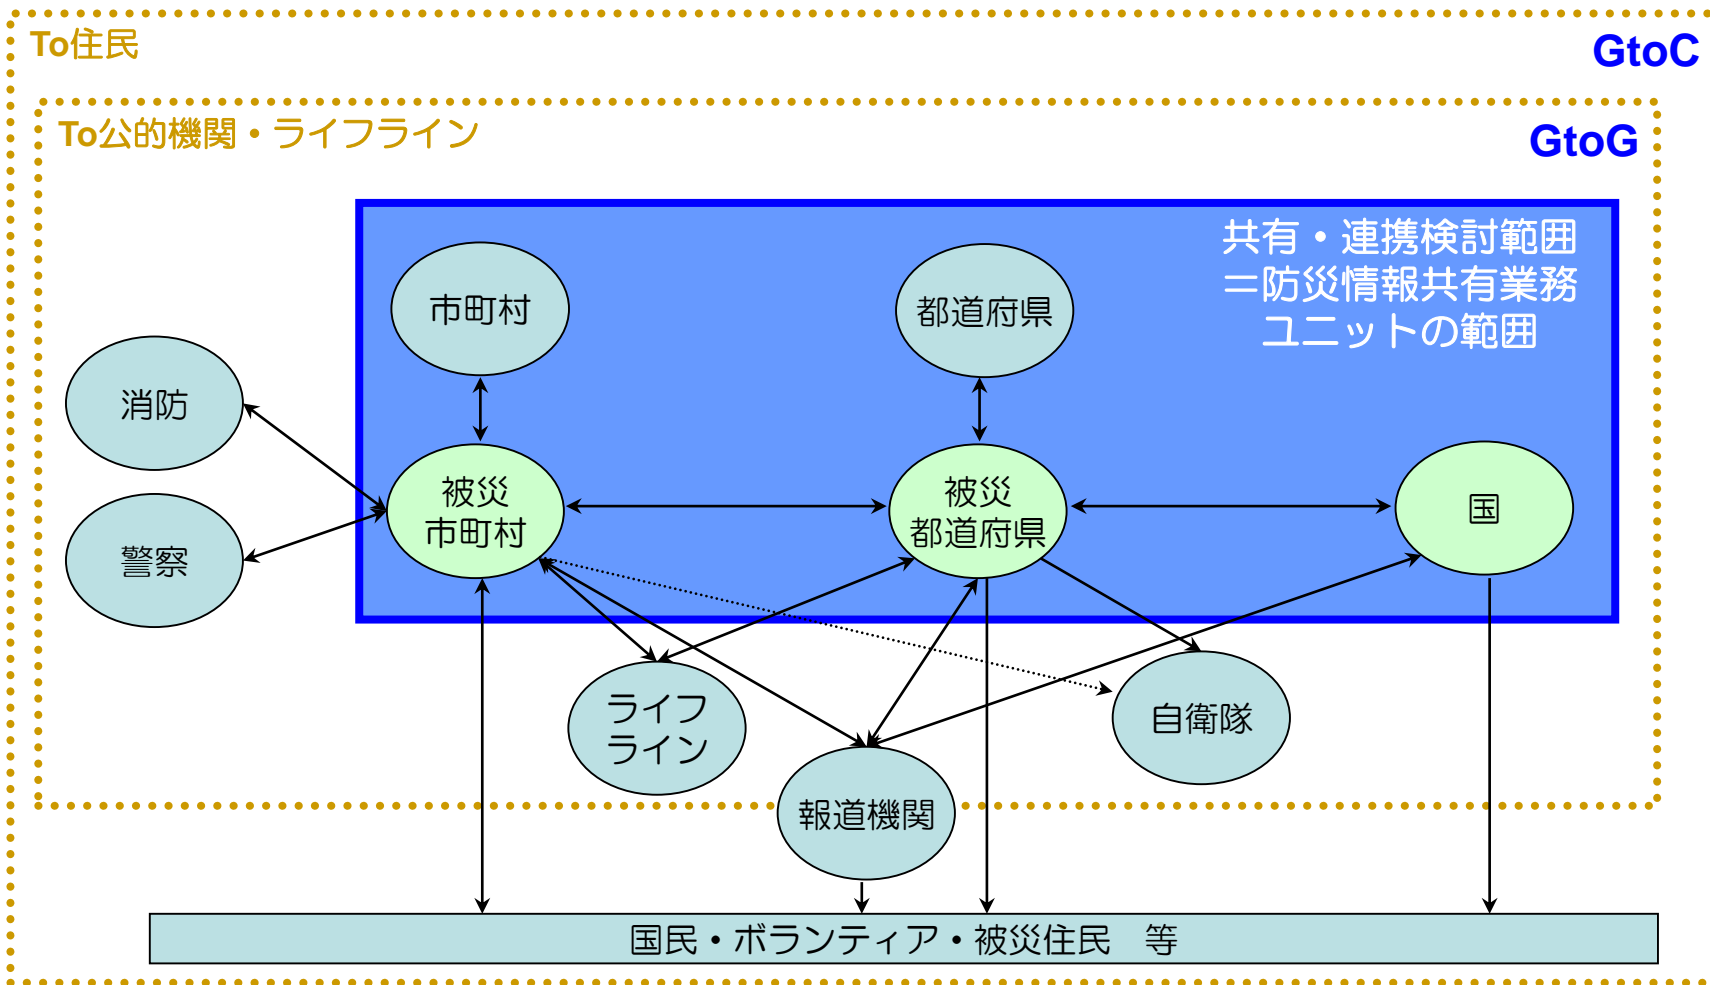 To住民
GtoC
To公的機関・ライフライン
GtoG
共有・連携検討範囲
＝防災情報共有業務
ユニットの範囲
市町村
都道府県
消防
被災
市町村
被災
都道府県
国
警察
ライフ
ライン
自衛隊
報道機関
国民・ボランティア・被災住民　等